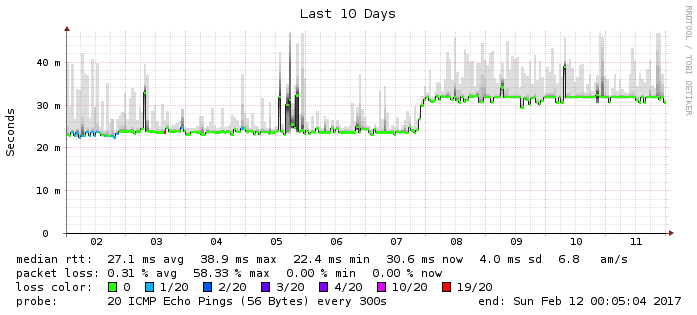 Last 10 Days
RRDTOOL / TOBI OETIKER
Seconds
40 m
30 m
20 m
10 m
0
02 03 04 05 06 07 08 09 10 11
median rtt: 27.1 ms avg 38.9 ms max 22.4 ms min 30.6 ms now 4.0 ms sd 6.8 am/s
packet loss: 0.31 % avg 58.33 % max 0.00 % min 0.00 % now
loss color: 0 1/20 2/20 3/20 4/20 10/20 19/20
probe: 20 ICMP Echo Pings (56 Bytes) every 300s end: Sun Feb 12 00:05:04 2017